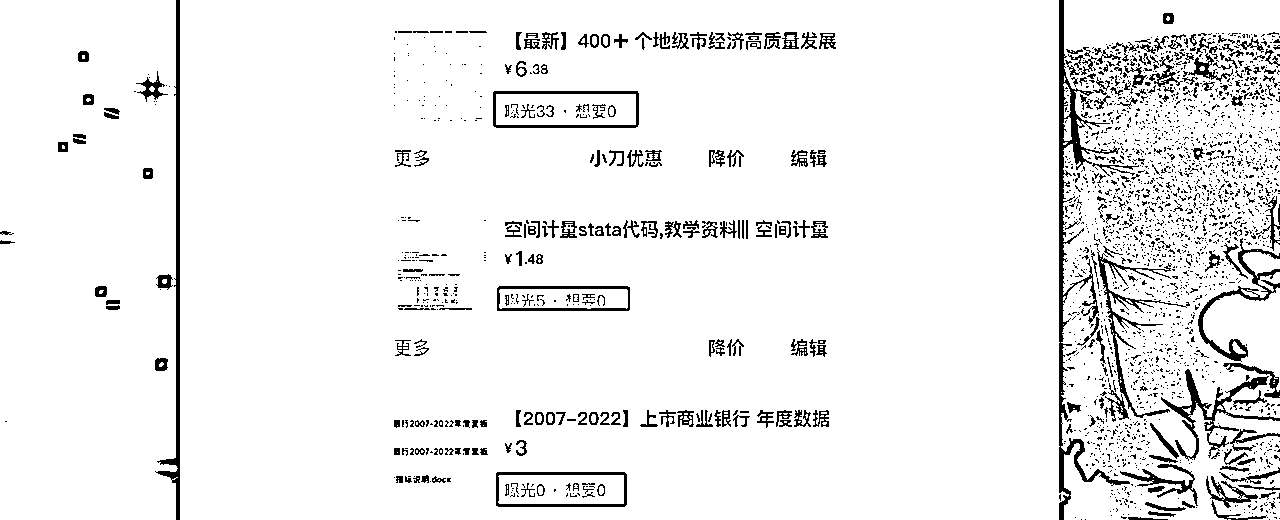 【最新】400+ 个地级市经济高质量发展
¥6.38
曝光33 · 想要0
更多 小刀优惠 降价 编辑
空间计量stata代码,教学资料||| 空间计量
¥1.48
曝光5 · 想要0
更多 降价 编辑
【2007-2022】上市商业银行 年度数据
¥3
曝光0 · 想要0
银行2007-2022年度更新
银行2007-2022年度更新
指标说明.docx